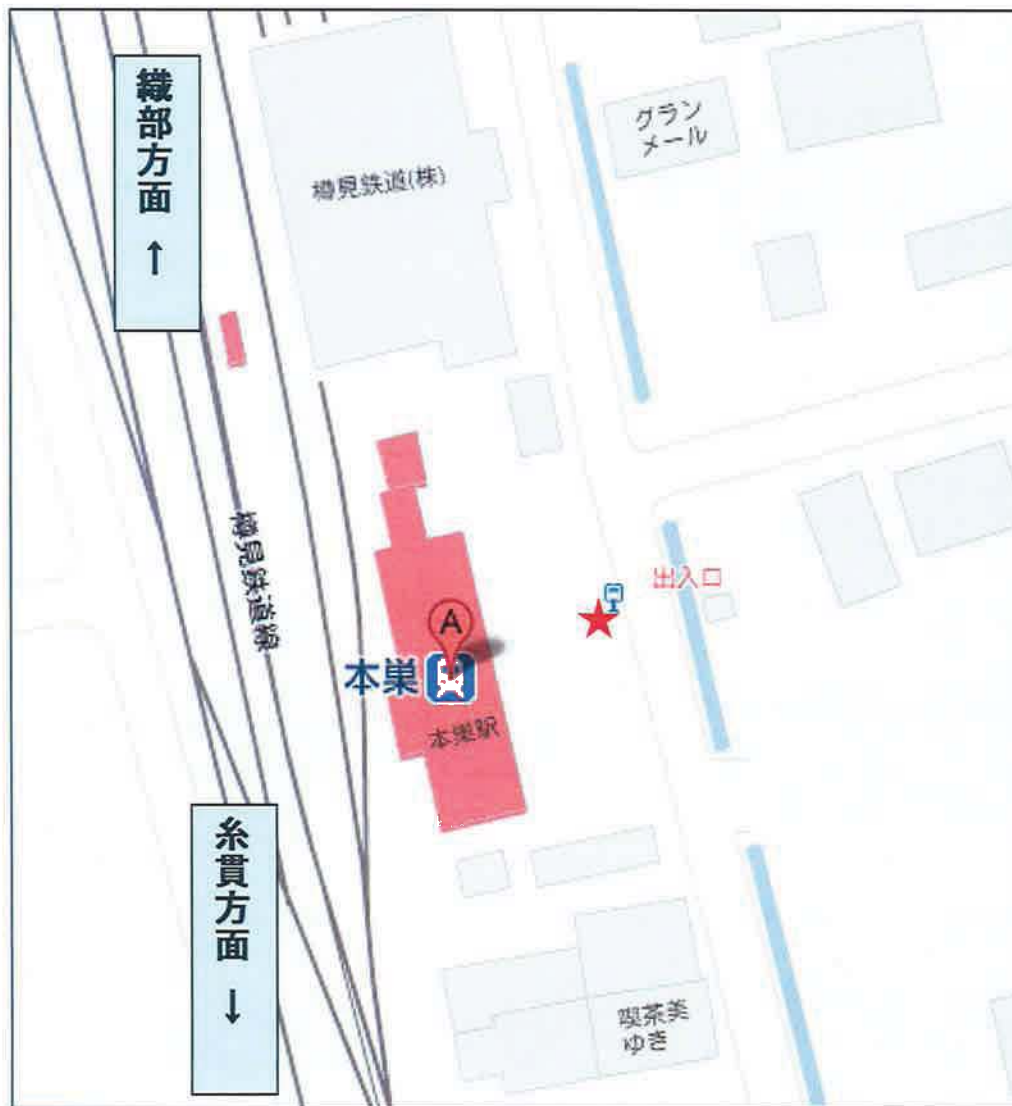 織部方面
↑
グラン
メール
樽見鉄道(株)
樽見鉄道線
出入口
A
本巣
本巣駅
糸貫方面
↓
喫茶美
ゆき